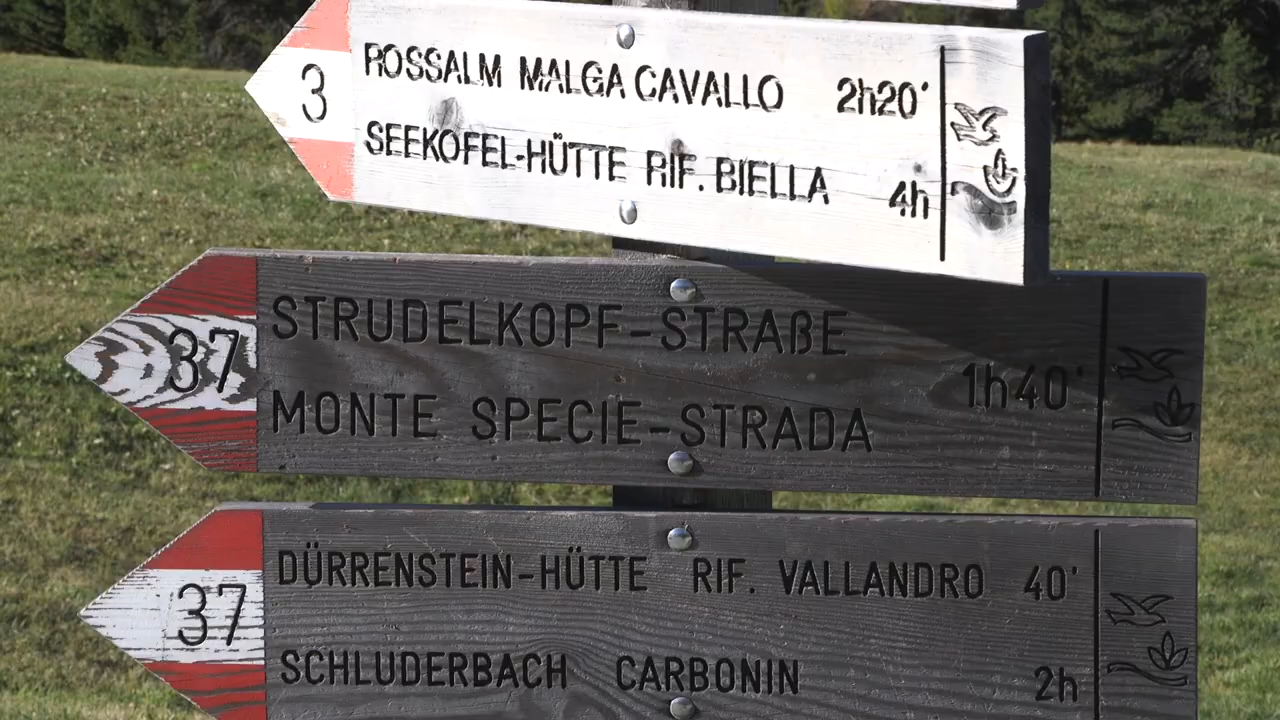 3
ROSSALM MALGA CAVALLO 2h20'
SEEKOFEL-HÜTTE RIF. BIELLA 4h
37
STRUDELKOPF-STRAßE
MONTE SPECIE-STRADA 1h40'
37
DÜRRENSTEIN-HÜTTE RIF. VALLANDRO 40'
SCHLUDERBACH CARBONIN 2h